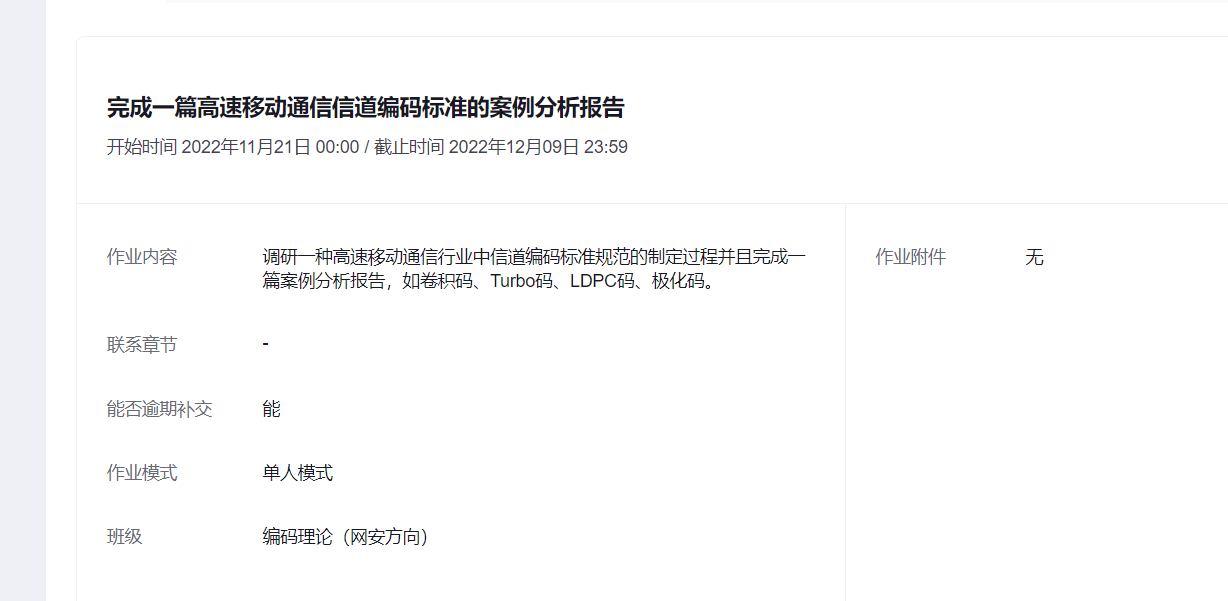 完成一篇高速移动通信信道编码标准的案例分析报告
开始时间 2022年11月21日 00:00 / 截止时间 2022年12月09日 23:59
作业内容
调研一种高速移动通信行业中信道编码标准规范的制定过程并且完成一
篇案例分析报告，如卷积码、Turbo码、LDPC码、极化码。
联系章节
-
能否逾期补交
能
作业模式
单人模式
班级
编码理论（网安方向）
作业附件
无